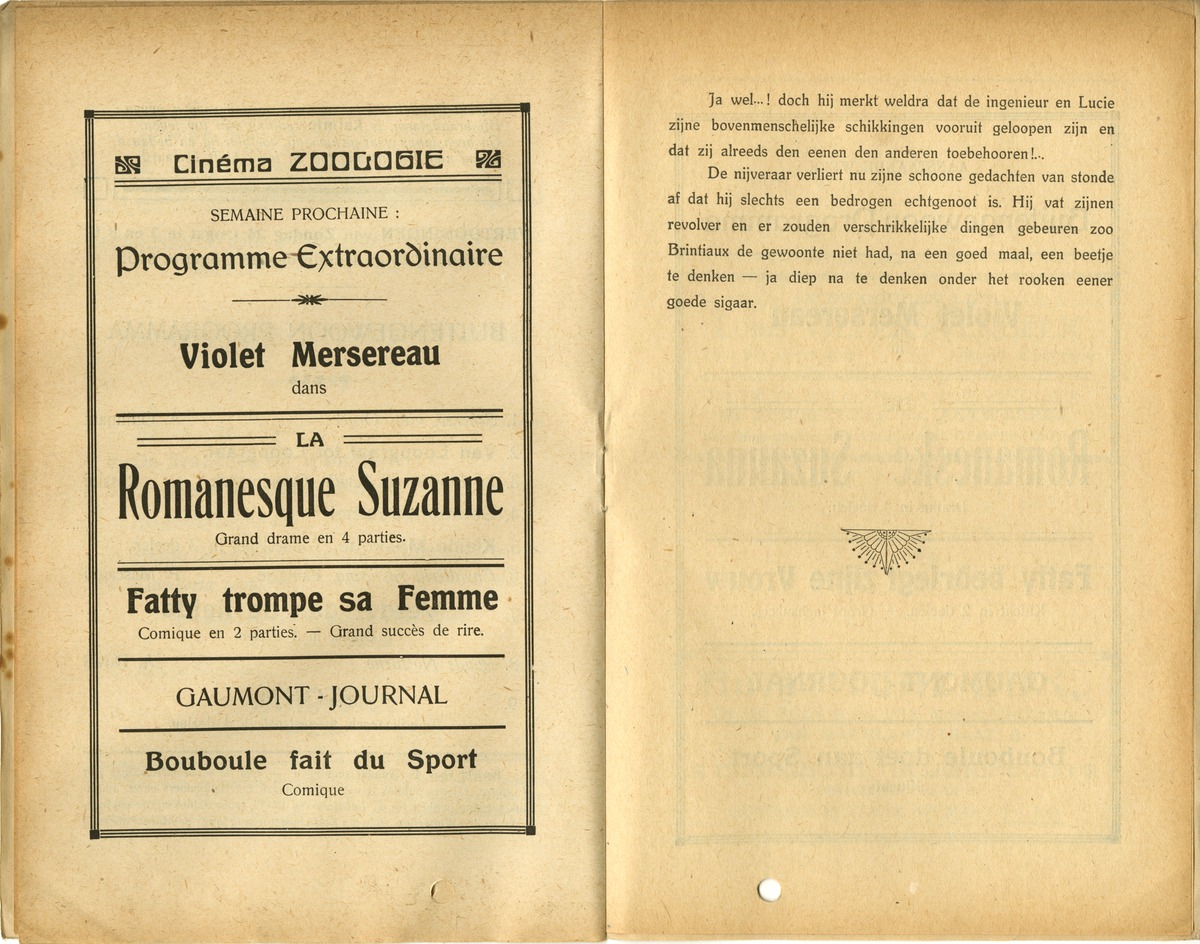 Cinéma ZOOLOGIE
SEMAINE PROCHAINE :
Programme Extraordinaire
Violet Mersereau
dans
LA
Romanesque Suzanne
Grand drame en 4 parties.
Fatty trompe sa Femme
Comique en 2 parties. — Grand succès de rire.
GAUMONT - JOURNAL
Bouboule fait du Sport
Comique
Ja wel...! doch hij merkt weldra dat de ingenieur en Lucie
zijne bovenmenschelijke schikkingen vooruit geloopen zijn en
dat zij alreeds den eenen den anderen toebehooren!..
De nijveraar verliert nu zijne schoone gedachten van stonde
af dat hij slechts een bedrogen echtgenoot is. Hij vat zijnen
revolver en er zouden verschrikkelijke dingen gebeuren zoo
Brintiaux de gewoonte niet had, na een goed maal, een beetje
te denken — ja diep na te denken onder het rooken eener
goede sigaar.